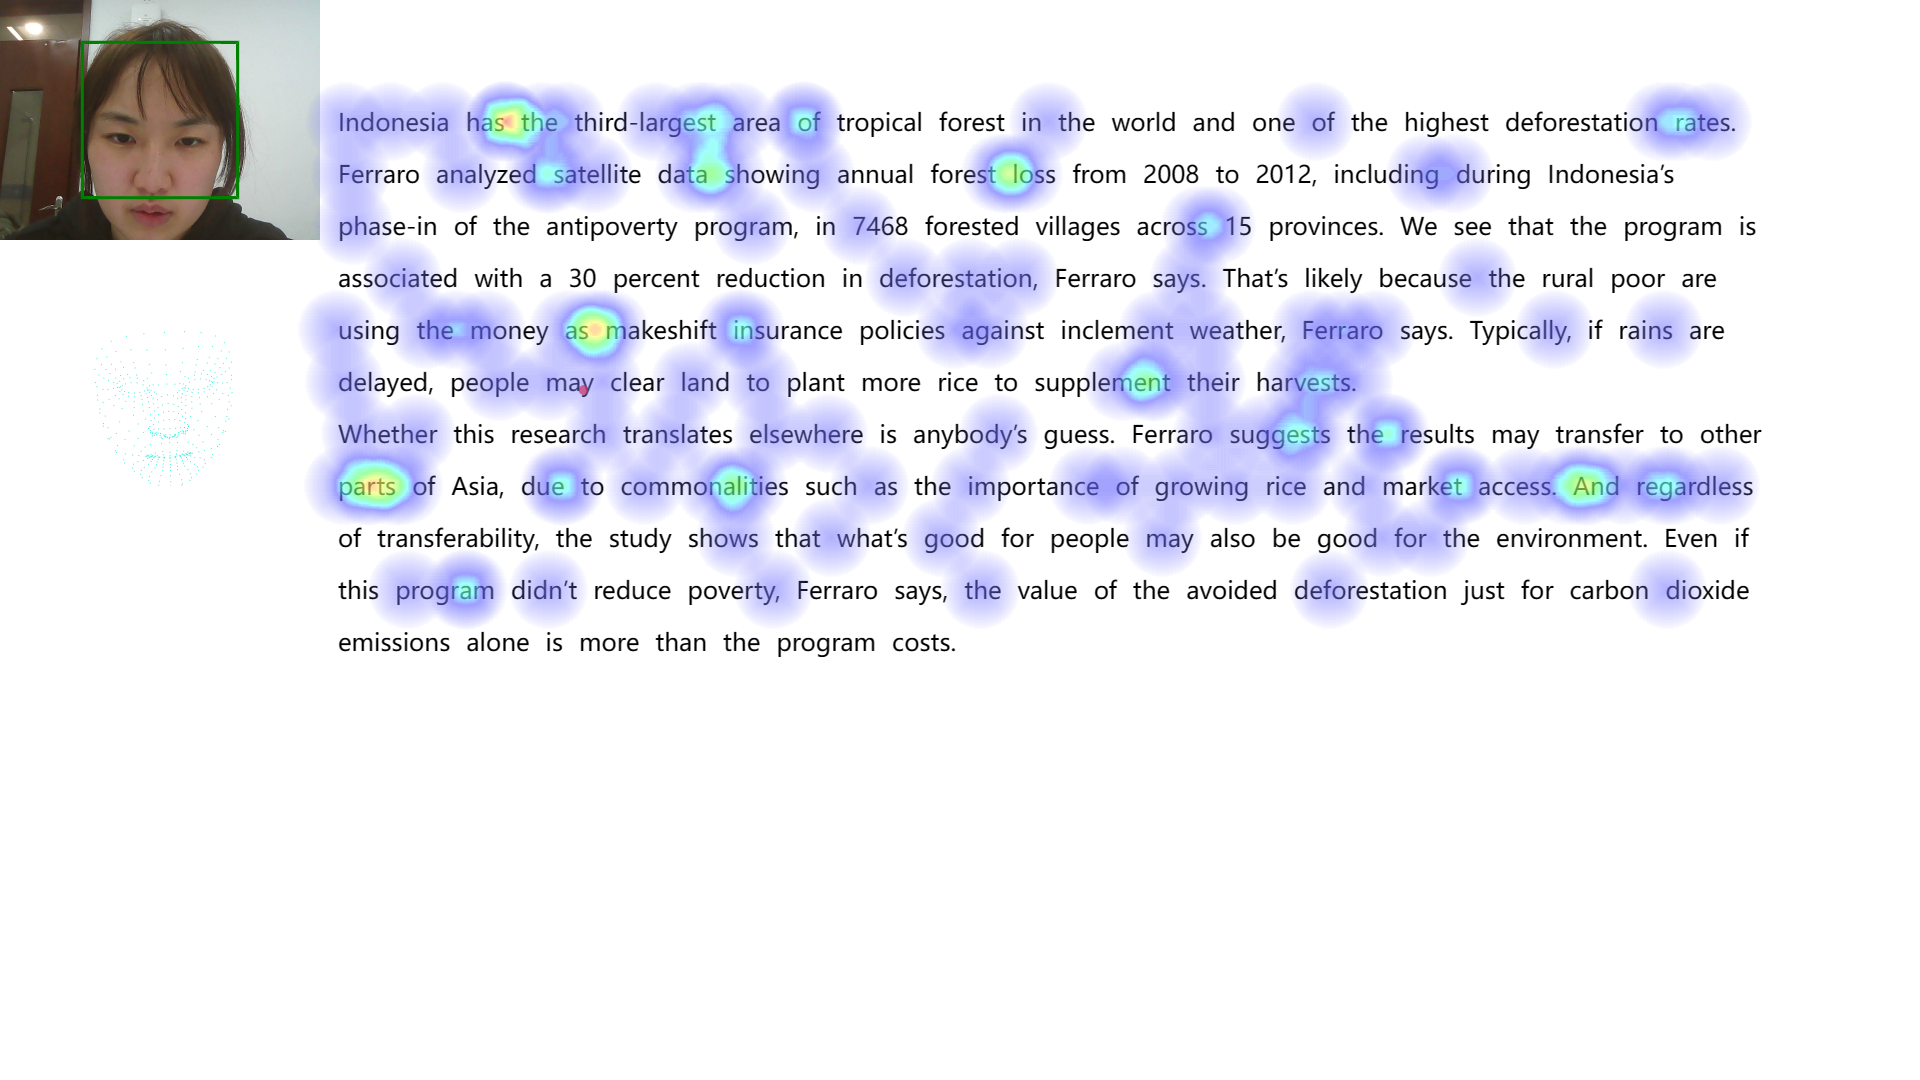 Indonesia has the third-largest area of tropical forest in the world and one of the highest deforestation rates.
Ferraro analyzed satellite data showing annual forest loss from 2008 to 2012, including during Indonesia’s
phase-in of the antipoverty program, in 7468 forested villages across 15 provinces. We see that the program is
associated with a 30 percent reduction in deforestation, Ferraro says. That’s likely because the rural poor are
using the money as makeshift insurance policies against inclement weather, Ferraro says. Typically, if rains are
delayed, people may clear land to plant more rice to supplement their harvests.
Whether this research translates elsewhere is anybody’s guess. Ferraro suggests the results may transfer to other
parts of Asia, due to commonalities such as the importance of growing rice and market access. And regardless
of transferability, the study shows that what’s good for people may also be good for the environment. Even if
this program didn’t reduce poverty, Ferraro says, the value of the avoided deforestation just for carbon dioxide
emissions alone is more than the program costs.